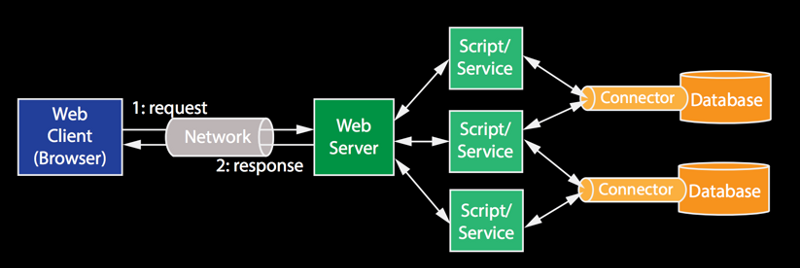 Web
Client
(Browser)
1: request
Network
2: response
Web
Server
Script/
Service
Script/
Service
Script/
Service
Connector
Database
Connector
Database